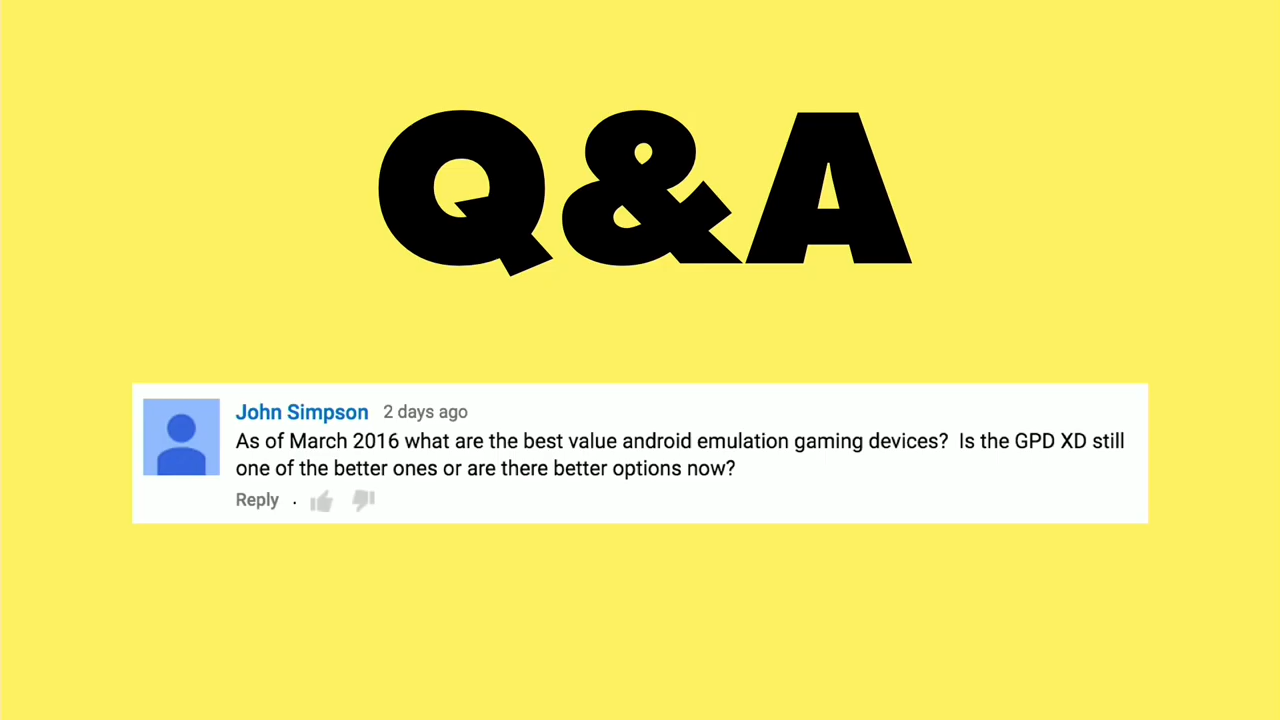 Q&A
John Simpson 2 days ago
As of March 2016 what are the best value android emulation gaming devices?  Is the GPD XD still
one of the better ones or are there better options now?
Reply .